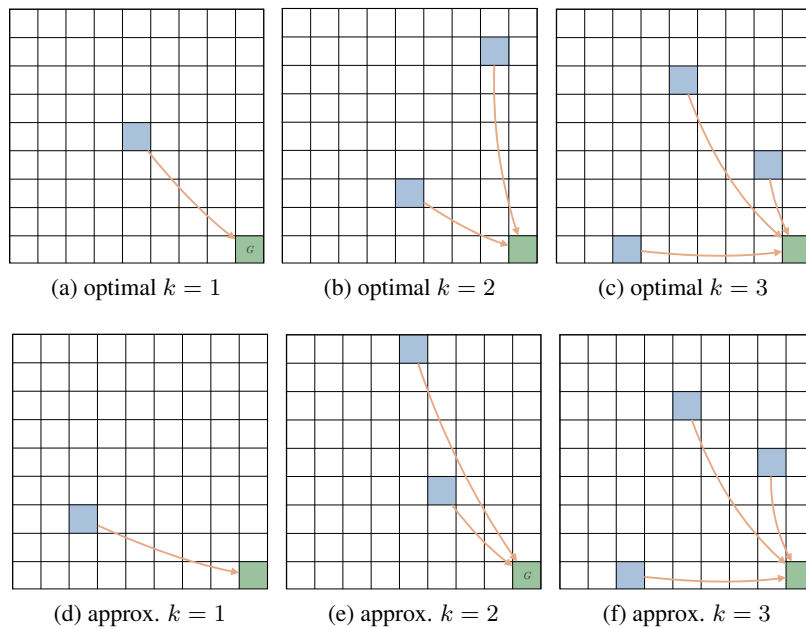 G
(a) optimal k = 1
(b) optimal k = 2
(c) optimal k = 3
G
(d) approx. k = 1
(e) approx. k = 2
(f) approx. k = 3